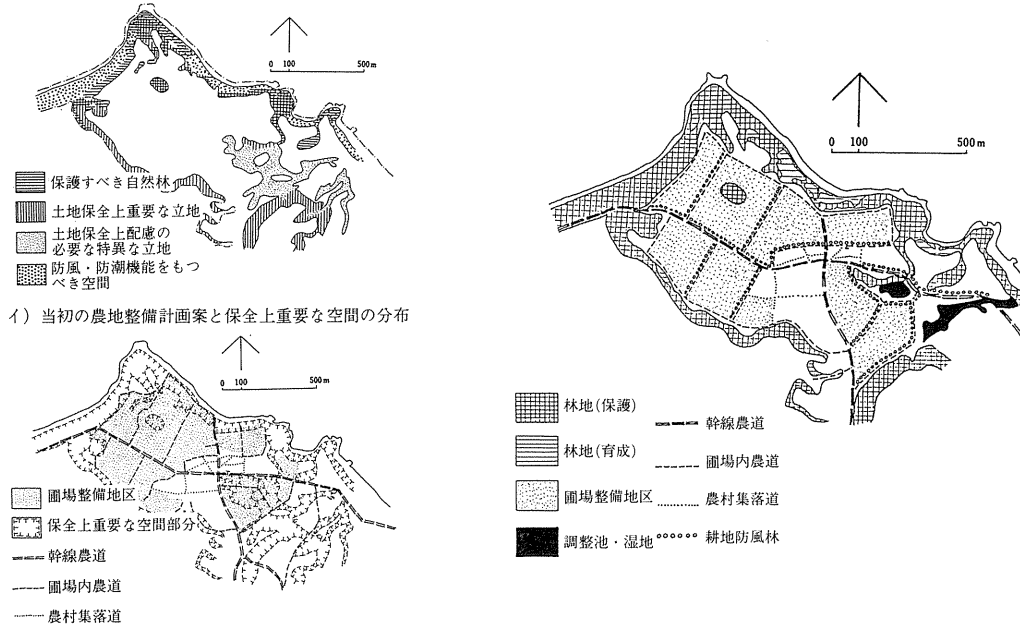 0 100 500 m
保護すべき自然林
土地保全上重要な立地
土地保全上配慮の
必要な特異な立地
防風・防潮機能をもつ
べき空間
イ) 当初の農地整備計画案と保全上重要な空間の分布
0 100 500 m
圃場整備地区
保全上重要な空間部分
幹線農道
圃場内農道
農村集落道
0 100 500 m
林地(保護)
林地(育成)
圃場整備地区
調整池・湿地
幹線農道
圃場内農道
農村集落道
耕地防風林